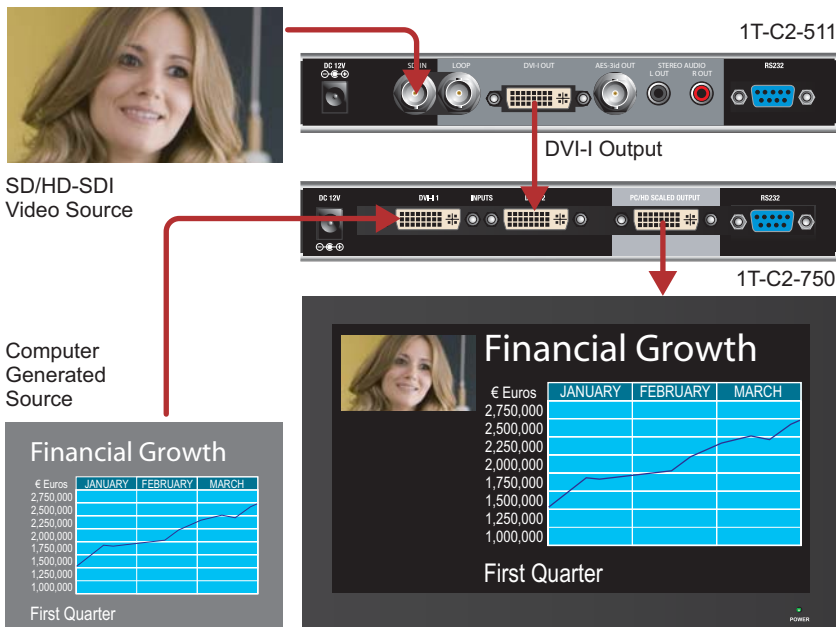 1T-C2-511
DC 12V
SDI IN
LOOP
DVI-I OUT
AES-3id OUT
STEREO AUDIO
L OUT
R OUT
RS232
DVI-I Output
SD/HD-SDI
Video Source
DC 12V
DVI-I 1
INPUTS
PC/HD SCALED OUTPUT
RS232
1T-C2-750
Computer
Generated
Source
Financial Growth
€ Euros JANUARY FEBRUARY MARCH
2,750,000
2,500,000
2,250,000
2,000,000
1,750,000
1,500,000
1,250,000
1,000,000
First Quarter
Financial Growth
€ Euros JANUARY FEBRUARY MARCH
2,750,000
2,500,000
2,250,000
2,000,000
1,750,000
1,500,000
1,250,000
1,000,000
First Quarter
POWER